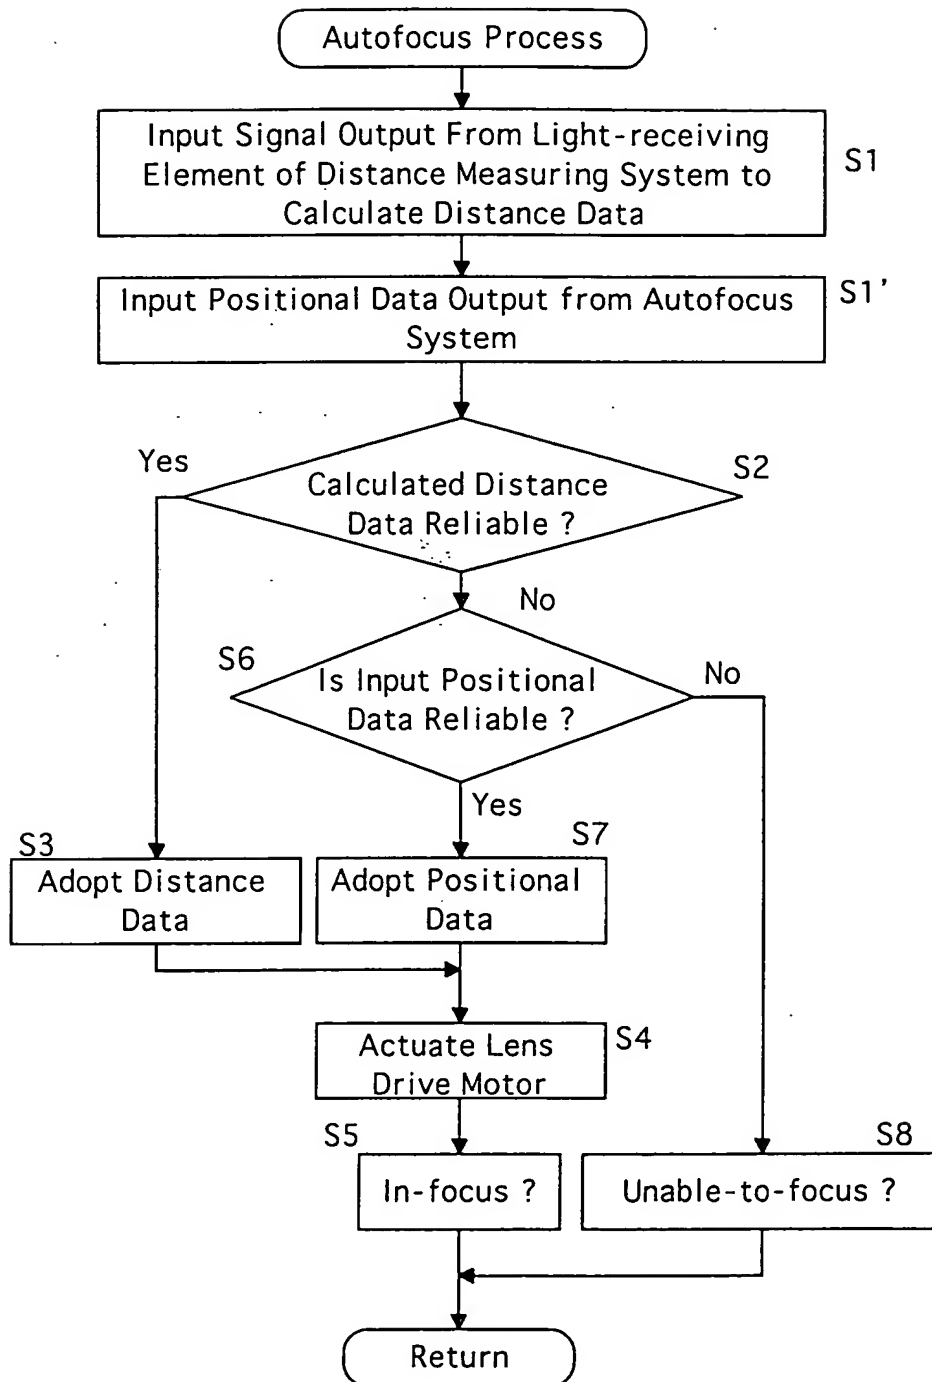 Autofocus Process
Input Signal Output From Light-receiving
Element of Distance Measuring System to
Calculate Distance Data
S1
Input Positional Data Output from Autofocus
System
S1'
Yes
S2
Calculated Distance
Data Reliable ?
No
S6
Is Input Positional
Data Reliable ?
No
Yes
S3
Adopt Distance
Data
S7
Adopt Positional
Data
Actuate Lens
Drive Motor
S4
S5
In-focus ?
S8
Unable-to-focus ?
Return